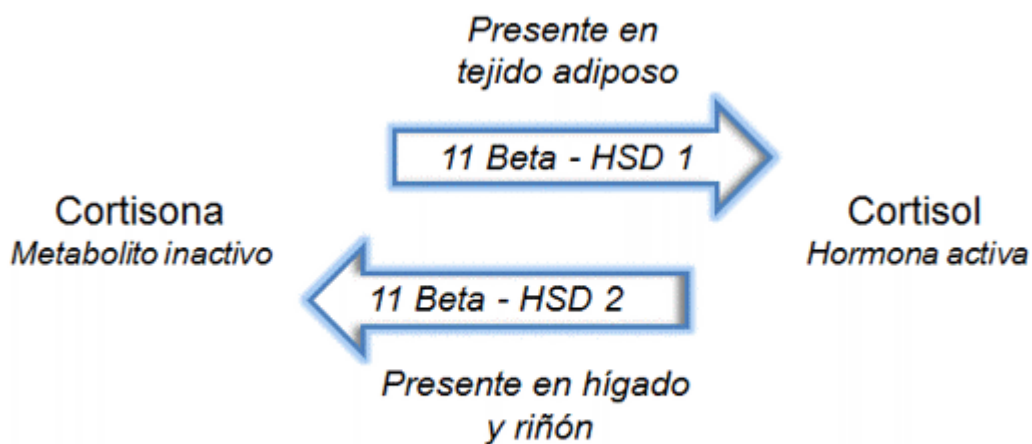 Presente en
tejido adiposo
11 Beta - HSD 1
Cortisona
Metabolito inactivo
Cortisol
Hormona activa
11 Beta - HSD 2
Presente en hígado
y riñón